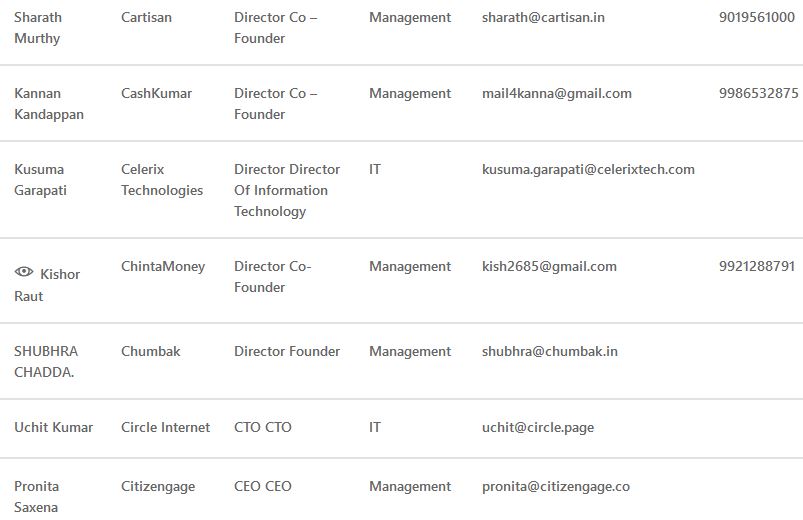 Sharath Murthy Cartisan Director Co – Founder Management sharath@cartisan.in 9019561000
Kannan Kandappan CashKumar Director Co – Founder Management mail4kanna@gmail.com 9986532875
Kusuma Garapati Celerix Technologies Director Director Of Information Technology IT kusuma.garapati@celerixtech.com
Kishor Raut ChintaMoney Director Co-Founder Management kish2685@gmail.com 9921288791
SHUBHRA CHADDA. Chumbak Director Founder Management shubhra@chumbak.in
Uchit Kumar Circle Internet CTO CTO IT uchit@circle.page
Pronita Saxena Citizengage CEO CEO Management pronita@citizengage.co